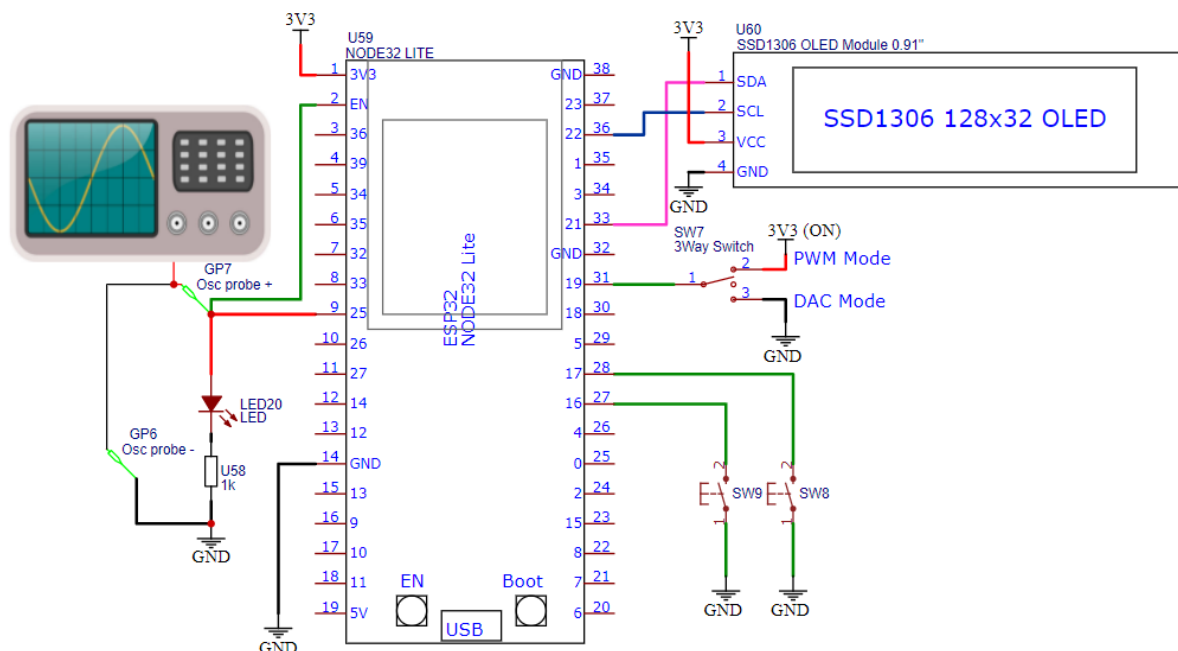 3V3
U59
NODE32 LITE
1 3V3
2 EN
3 36
4 39
5 34
6 35
7 32
8 33
9 25
10 26
11 27
12 14
13 12
14 GND
15 13
16 9
17 10
18 11
19 5V
GND 38
23 37
22 36
1 35
3 34
21 33
GND 32
19 31
18 30
5 29
17 28
16 27
4 26
0 25
2 24
15 23
8 22
7 21
6 20
ESP32
NODE32 Lite
EN
Boot
USB
GND
GP7
Osc probe +
LED20
LED
GP6
Osc probe -
U58
1k
GND
3V3
U60
SSD1306 OLED Module 0.91"
1 SDA
2 SCL
3 VCC
4 GND
SSD1306 128x32 OLED
GND
SW7
3Way Switch
3V3 (ON)
1
2
PWM Mode
3
DAC Mode
GND
2
2
SW9
SW8
1
1
GND
GND